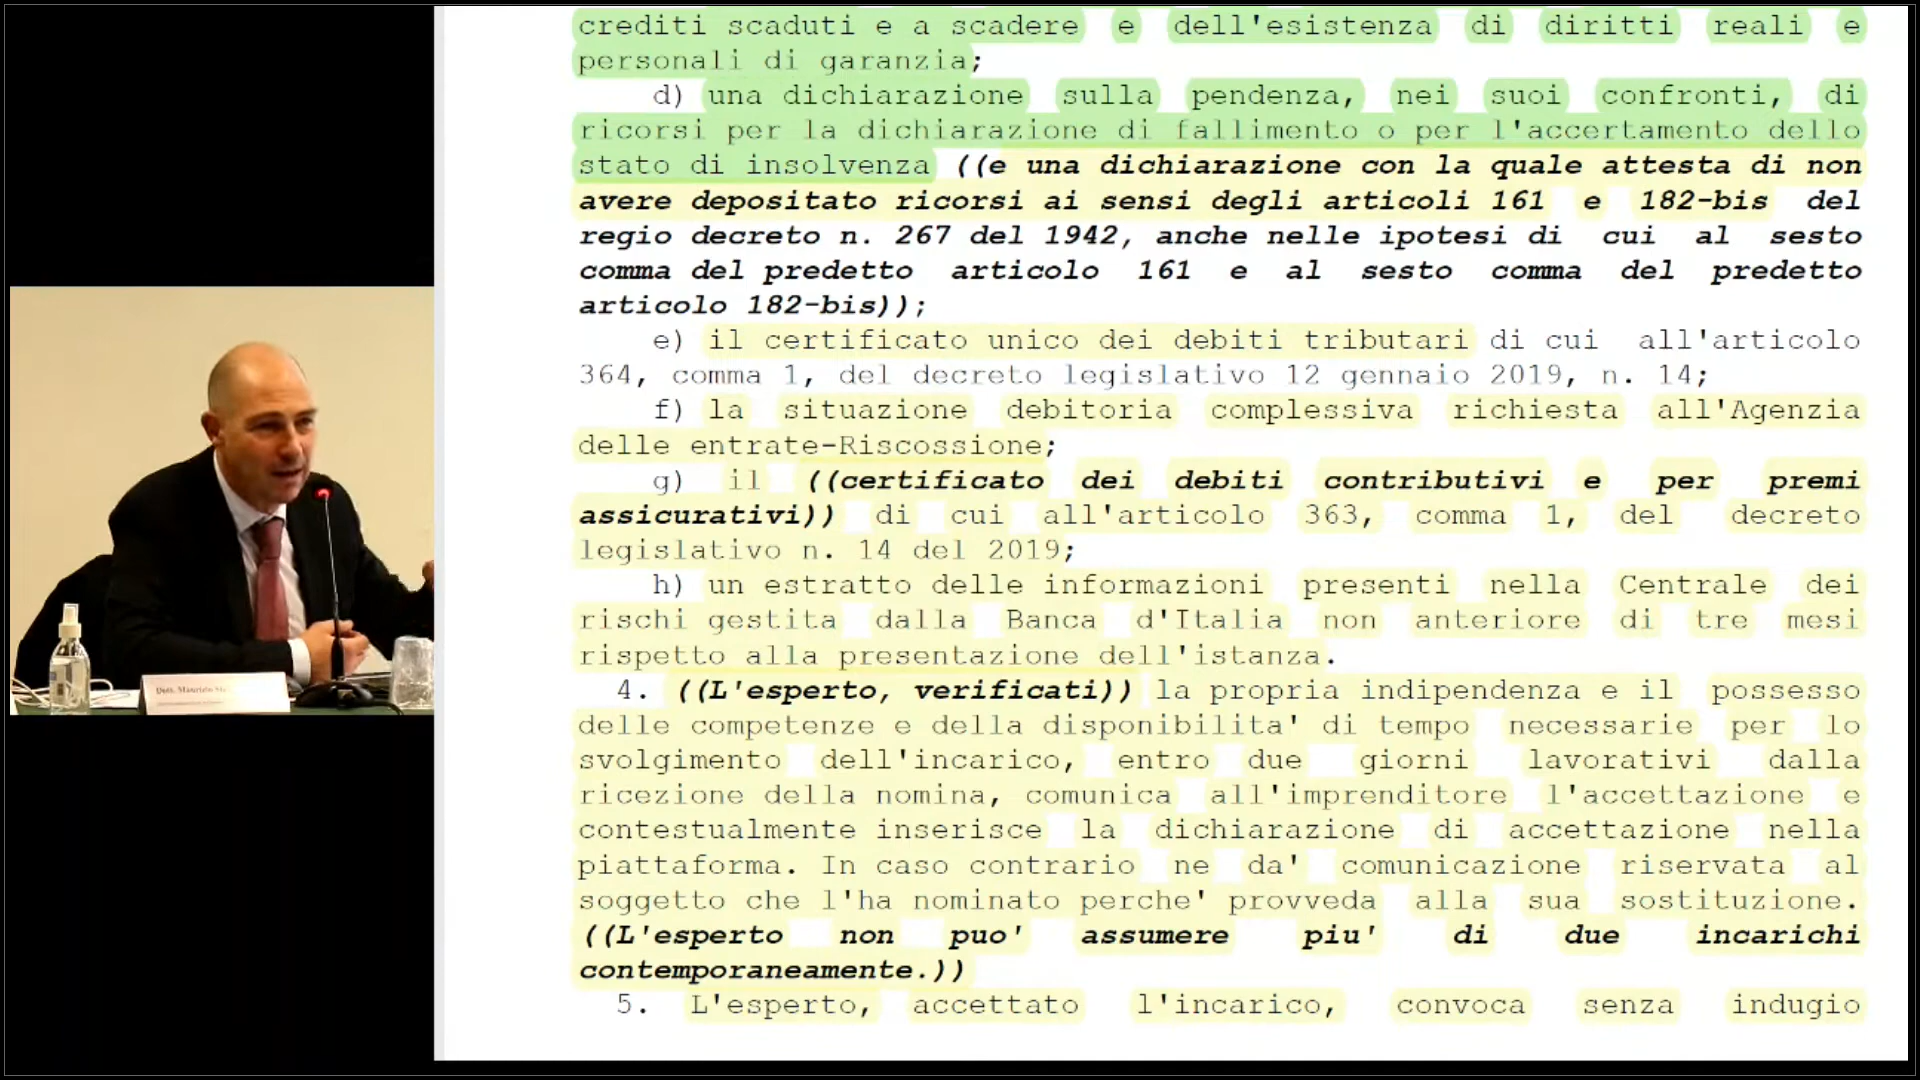 crediti scaduti e a scadere e dell'esistenza di diritti reali e
personali di garanzia;
d) una dichiarazione sulla pendenza, nei suoi confronti, di
ricorsi per la dichiarazione di fallimento o per l'accertamento dello
stato di insolvenza ((e una dichiarazione con la quale attesta di non
avere depositato ricorsi ai sensi degli articoli 161 e 182-bis del
regio decreto n. 267 del 1942, anche nelle ipotesi di cui al sesto
comma del predetto articolo 161 e al sesto comma del predetto
articolo 182-bis));
e) il certificato unico dei debiti tributari di cui all'articolo
364, comma 1, del decreto legislativo 12 gennaio 2019, n. 14;
f) la situazione debitoria complessiva richiesta all'Agenzia
delle entrate-Riscossione;
g) il ((certificato dei debiti contributivi e per premi
assicurativi)) di cui all'articolo 363, comma 1, del decreto
legislativo n. 14 del 2019;
h) un estratto delle informazioni presenti nella Centrale dei
rischi gestita dalla Banca d'Italia non anteriore di tre mesi
rispetto alla presentazione dell'istanza.
4. ((L'esperto, verificati)) la propria indipendenza e il possesso
delle competenze e della disponibilita' di tempo necessarie per lo
svolgimento dell'incarico, entro due giorni lavorativi dalla
ricezione della nomina, comunica all'imprenditore l'accettazione e
contestualmente inserisce la dichiarazione di accettazione nella
piattaforma. In caso contrario ne da' comunicazione riservata al
soggetto che l'ha nominato perche' provveda alla sua sostituzione.
((L'esperto non puo' assumere piu' di due incarichi
contemporaneamente.))
5. L'esperto, accettato l'incarico, convoca senza indugio
Dott. Maurizio